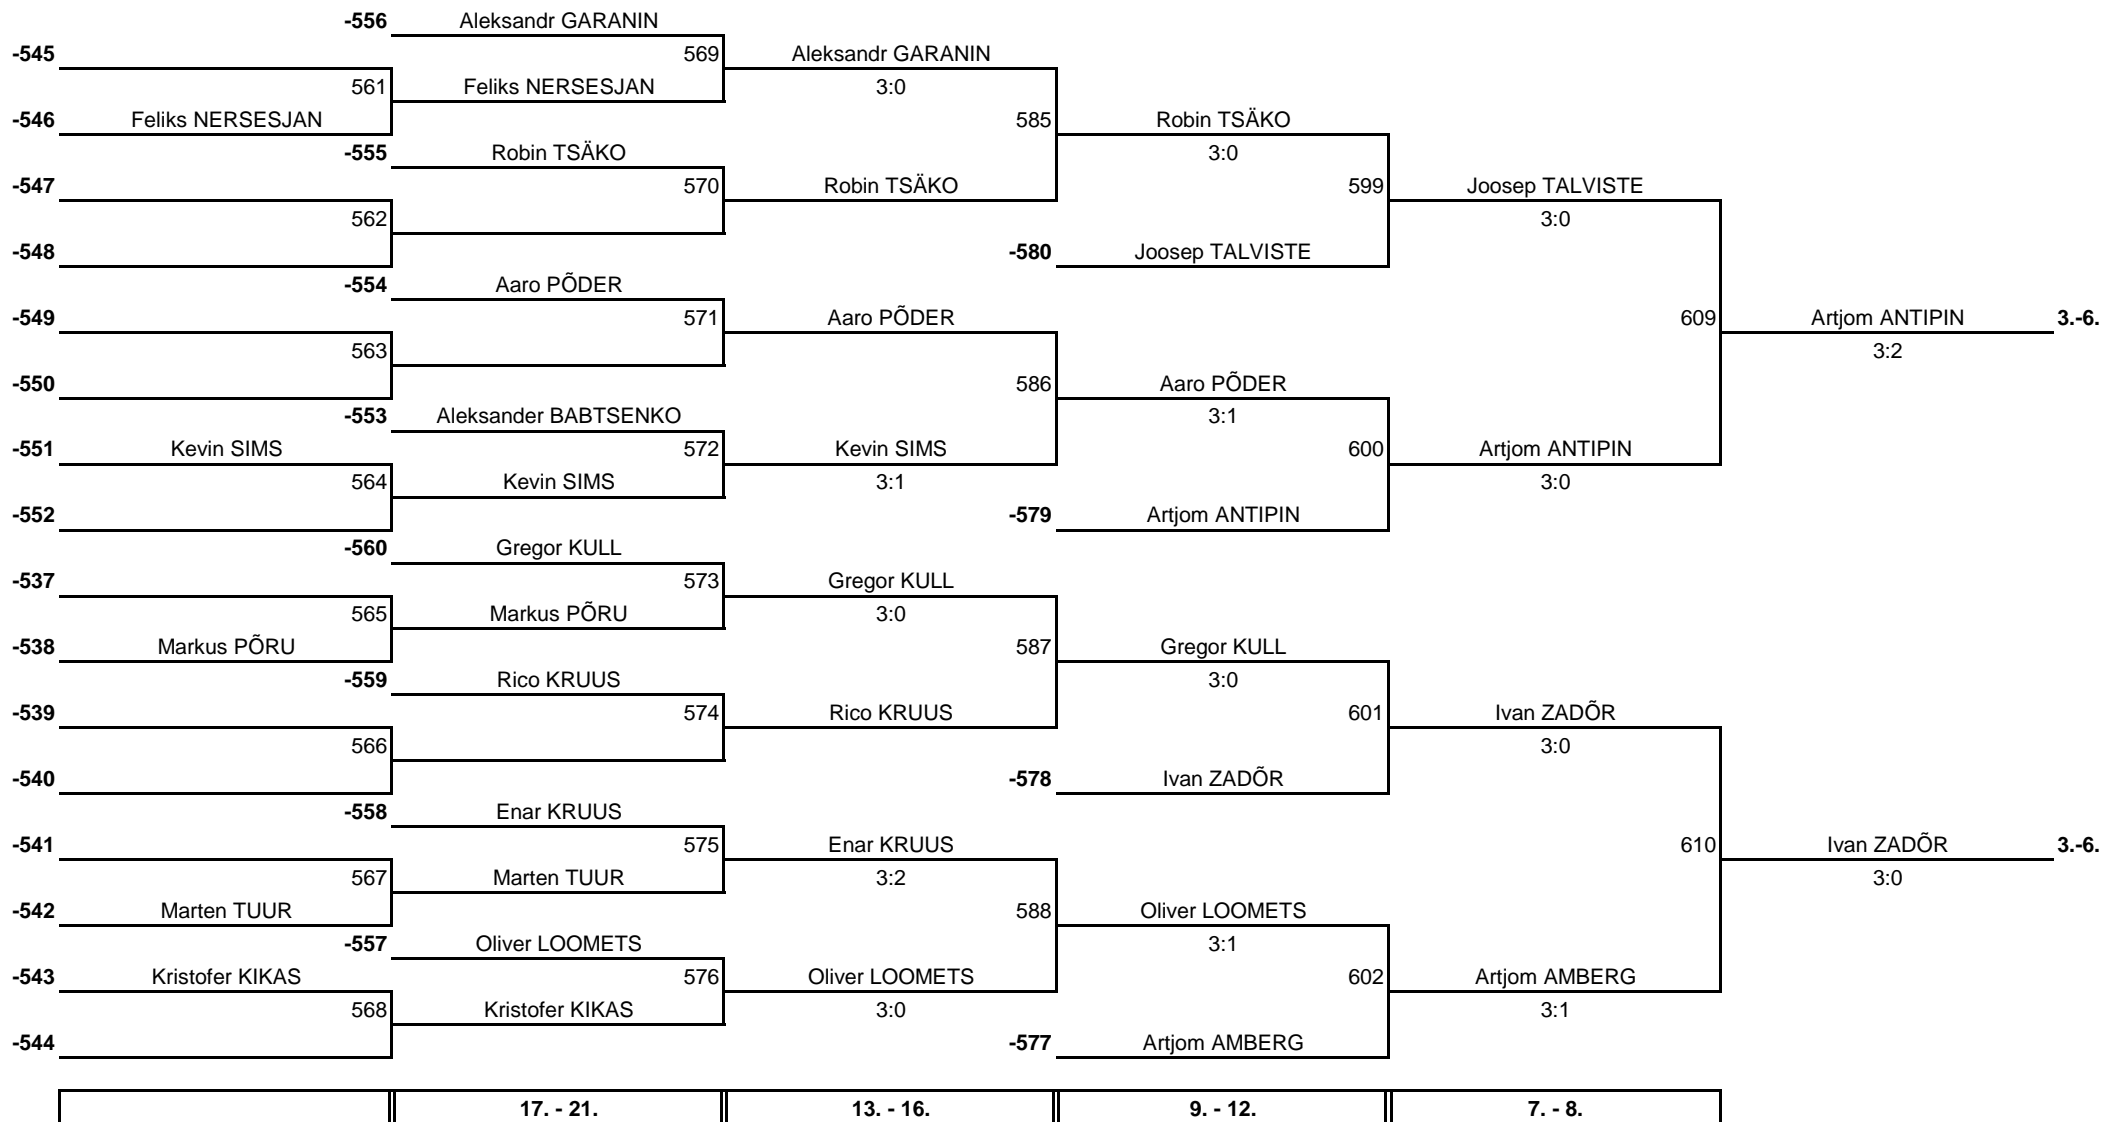 -556 Aleksandr GARANIN
-545 569 Aleksandr GARANIN
561 Feliks NERSESJAN 3:0
-546 Feliks NERSESJAN 585 Robin TSÄKO
-555 Robin TSÄKO 3:0
-547 570 Robin TSÄKO 599 Joosep TALVISTE
562 3:0
-548 -580 Joosep TALVISTE
-554 Aaro PÕDER
-549 571 Aaro PÕDER 609 Artjom ANTIPIN 3.-6.
563 3:2
-550 586 Aaro PÕDER
-553 Aleksander BABTSENKO 3:1
-551 Kevin SIMS 572 Kevin SIMS 600 Artjom ANTIPIN
564 Kevin SIMS 3:1 3:0
-552 -579 Artjom ANTIPIN
-560 Gregor KULL
-537 573 Gregor KULL
565 Markus PÕRU 3:0
-538 Markus PÕRU 587 Gregor KULL
-559 Rico KRUUS 3:0
-539 574 Rico KRUUS 601 Ivan ZADÕR
566 3:0
-540 -578 Ivan ZADÕR
-558 Enar KRUUS
-541 575 Enar KRUUS 610 Ivan ZADÕR 3.-6.
567 Marten TUUR 3:2 3:0
-542 Marten TUUR 588 Oliver LOOMETS
-557 Oliver LOOMETS 3:1
-543 Kristofer KIKAS 576 Oliver LOOMETS 602 Artjom AMBERG
568 Kristofer KIKAS 3:0 3:1
-544 -577 Artjom AMBERG
17. - 21. 13. - 16. 9. - 12. 7. - 8.